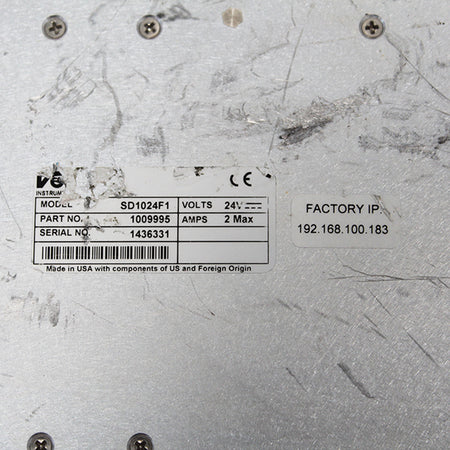 CE
INSTRUM
MODEL SD1024F1 VOLTS 24V
PART NO. 1009995 AMPS 2 Max
SERIAL NO. 1436331
Made in USA with components of US and Foreign Origin
FACTORY IP:
192.168.100.183